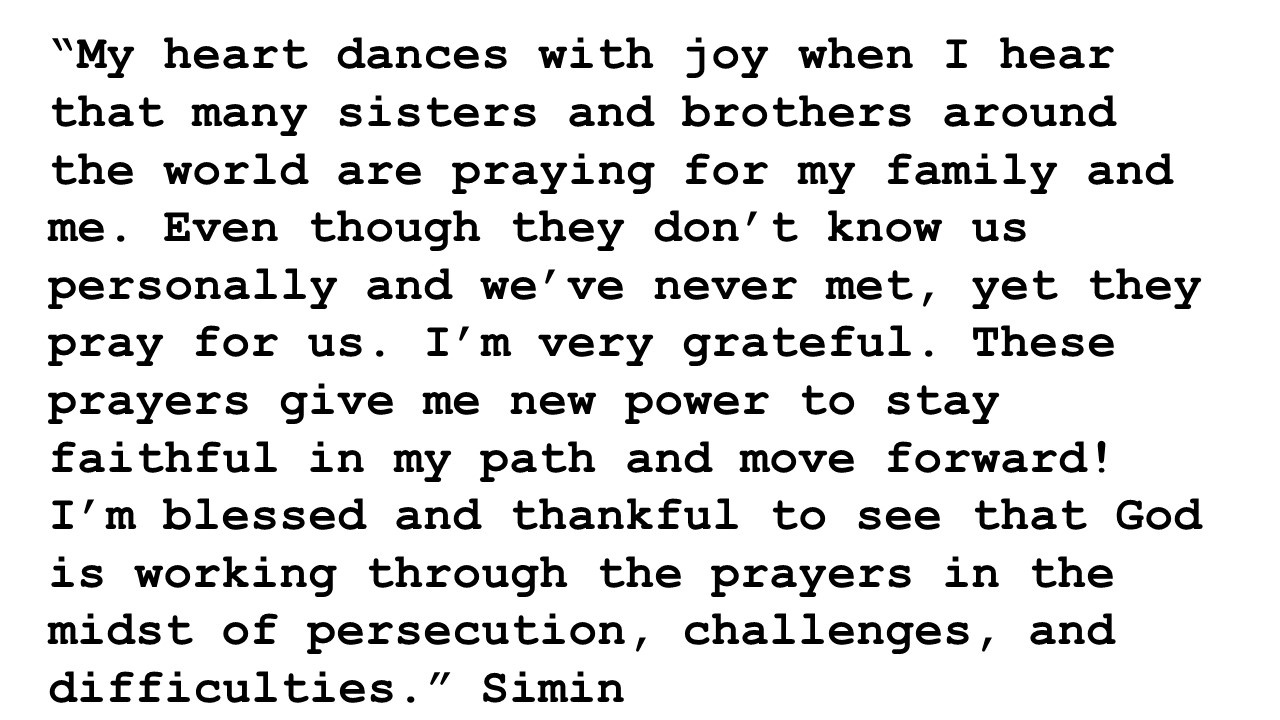 “My heart dances with joy when I hear
that many sisters and brothers around
the world are praying for my family and
me. Even though they don’t know us
personally and we’ve never met, yet they
pray for us. I’m very grateful. These
prayers give me new power to stay
faithful in my path and move forward!
I’m blessed and thankful to see that God
is working through the prayers in the
midst of persecution, challenges, and
difficulties.” Simin